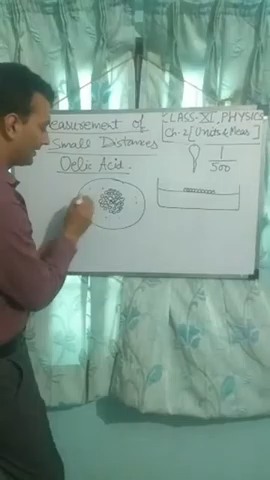 easurement of
Small Distances
Oelic Acid.
CLASS-XI, PHYSICS
Ch-2[Units & Meas]
1
500